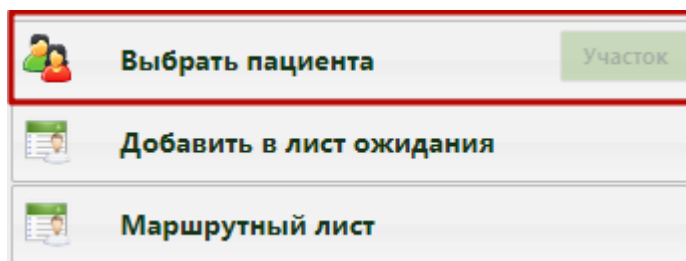 Выбрать пациента Участок
Добавить в лист ожидания
Маршрутный лист